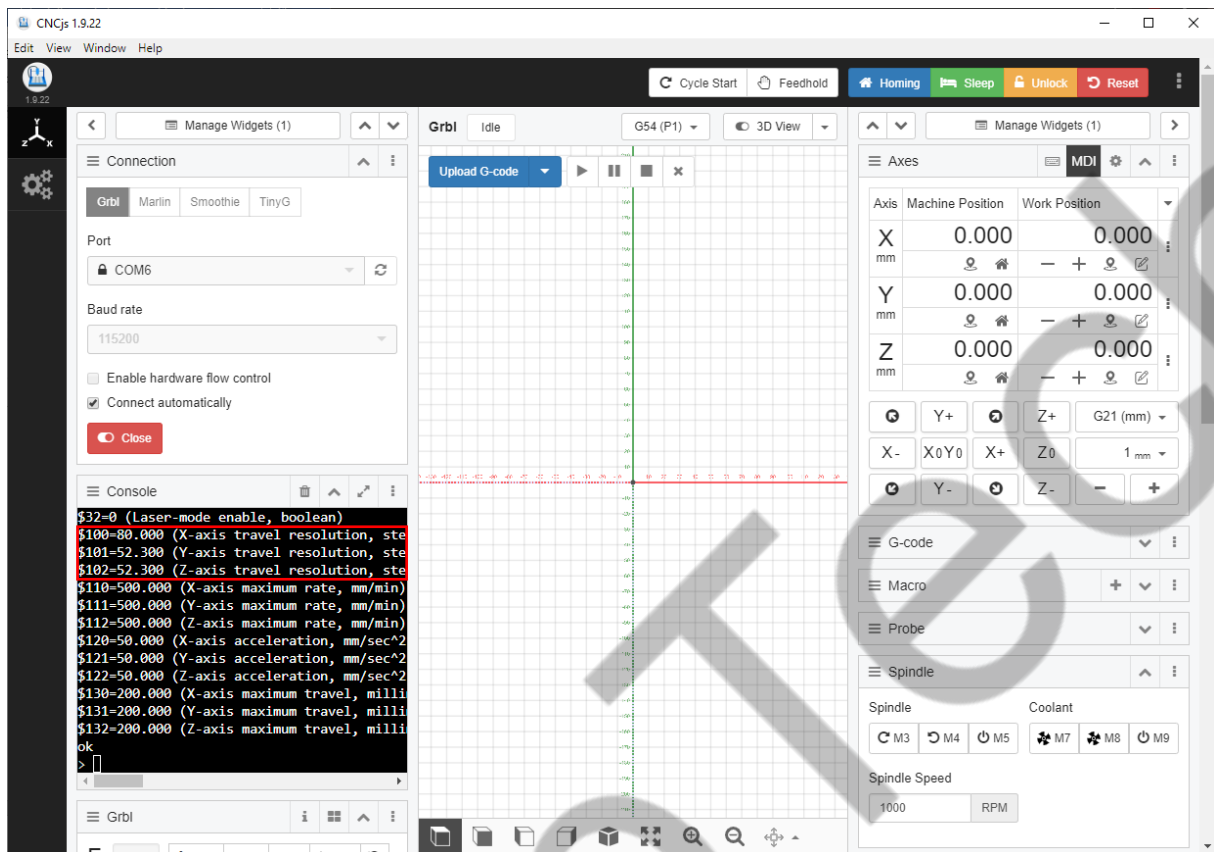 CNCjs 1.9.22
Edit View Window Help
1.9.22
Cycle Start Feedhold Homing Sleep Unlock Reset
Manage Widgets (1)
Connection
Grbl Marlin Smoothie TinyG
Port
COM6
Baud rate
115200
Enable hardware flow control
Connect automatically
Close
Console
$32=0 (Laser-mode enable, boolean)
$100=80.000 (X-axis travel resolution, ste
$101=52.300 (Y-axis travel resolution, ste
$102=52.300 (Z-axis travel resolution, ste
$110=500.000 (X-axis maximum rate, mm/min)
$111=500.000 (Y-axis maximum rate, mm/min)
$112=500.000 (Z-axis maximum rate, mm/min)
$120=50.000 (X-axis acceleration, mm/sec^2
$121=50.000 (Y-axis acceleration, mm/sec^2
$122=50.000 (Z-axis acceleration, mm/sec^2
$130=200.000 (X-axis maximum travel, milli
$131=200.000 (Y-axis maximum travel, milli
$132=200.000 (Z-axis maximum travel, milli
ok
>
Grbl
Grbl Idle G54 (P1) 3D View
Upload G-code
Manage Widgets (1)
Axes MDI
Axis Machine Position Work Position
X 0.000 0.000
mm
Y 0.000 0.000
mm
Z 0.000 0.000
mm
Y+ Z+ G21 (mm)
X- X0Y0 X+ Z0 1 mm
Y- Z- − +
G-code
Macro
Probe
Spindle
Spindle Coolant
M3 M4 M5 M7 M8 M9
Spindle Speed
1000 RPM